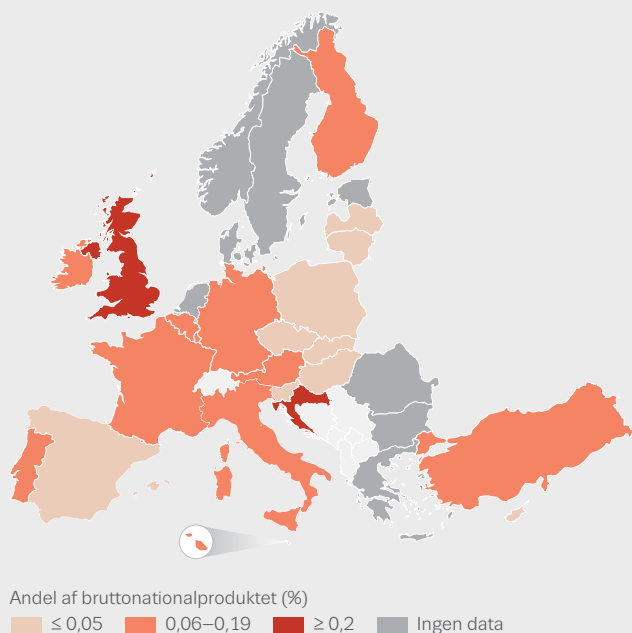 Andel af bruttonationalproduktet (%)
≤ 0,05 0,06–0,19 ≥ 0,2 Ingen data